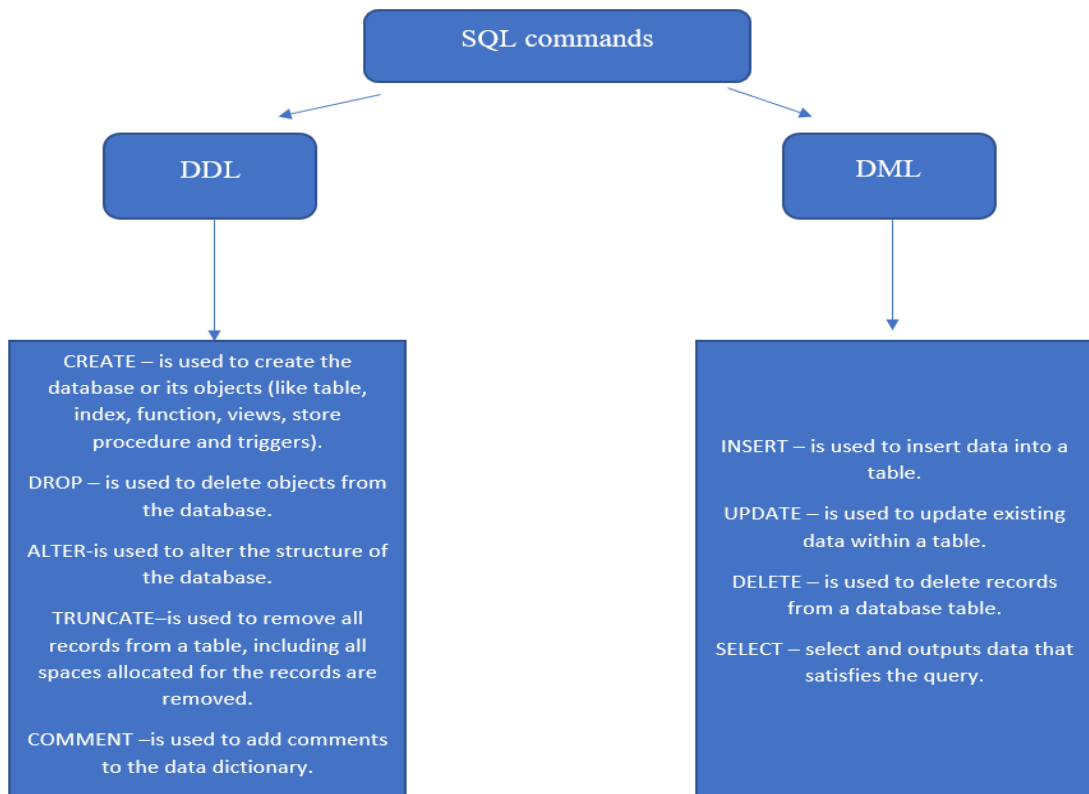 SQL commands
DDL
DML
CREATE – is used to create the
database or its objects (like table,
index, function, views, store
procedure and triggers).
DROP – is used to delete objects from
the database.
ALTER-is used to alter the structure of
the database.
TRUNCATE–is used to remove all
records from a table, including all
spaces allocated for the records are
removed.
COMMENT –is used to add comments
to the data dictionary.
INSERT – is used to insert data into a
table.
UPDATE – is used to update existing
data within a table.
DELETE – is used to delete records
from a database table.
SELECT – select and outputs data that
satisfies the query.